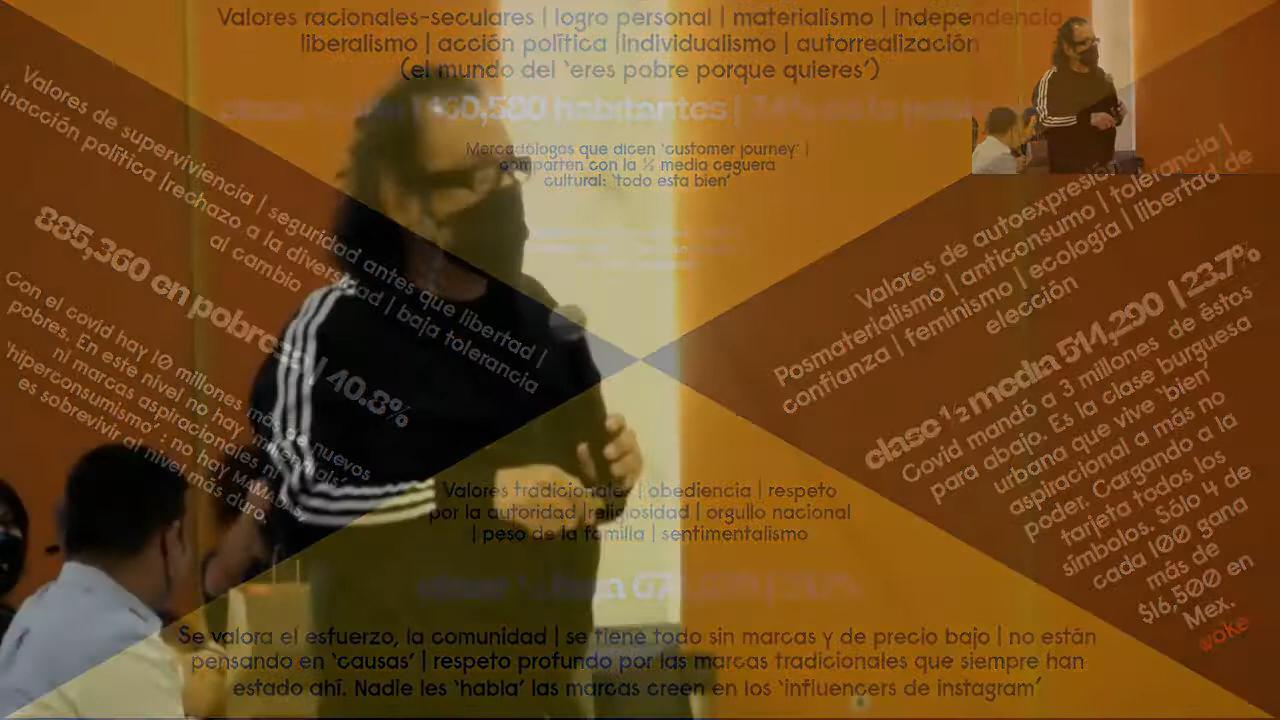 Valores racionales-seculares | logro personal | materialismo | independencia
liberalismo | acción política |individualismo | autorrealización
(el mundo del ‘eres pobre porque quieres’)
460,580 habitantes |
Mercadólogos que dicen ‘customer journey’ |
comparten con la ½ media ceguera
cultural: ‘todo esta bien’
Valores de supervivencia | seguridad antes que libertad |
inacción política |rechazo a la diversidad | baja tolerancia
al cambio
885,360 en pobreza | 40.8%
Con el covid hay 10 millones más de nuevos
pobres. En este nivel no hay ‘millennials’
ni marcas aspiracionales ni
‘hiperconsumismo’ : no hay MAMADAS,
es sobrevivir al nivel más duro.
Valores de autoexpresión
Posmaterialismo | anticonsumo | tolerancia |
confianza | feminismo | ecología | libertad de
elección
clase ½ media 514,290 | 23.7%
Covid mandó a 3 millones de éstos
para abajo. Es la clase burguesa
urbana que vive ‘bien’
aspiracional a más no
poder. Cargando a la
tarjeta todos los
símbolos. Sólo 4 de
cada 100 gana
más de
$16,500 en
Mex.
woke
Valores tradicionales | obediencia | respeto
por la autoridad |religiosidad | orgullo nacional
| peso de la familia | sentimentalismo
Se valora el esfuerzo, la comunidad | se tiene todo sin marcas y de precio bajo | no están
pensando en ‘causas’ | respeto profundo por las marcas tradicionales que siempre han
estado ahí. Nadie les ‘habla’ las marcas creen en los ‘influencers de instagram’